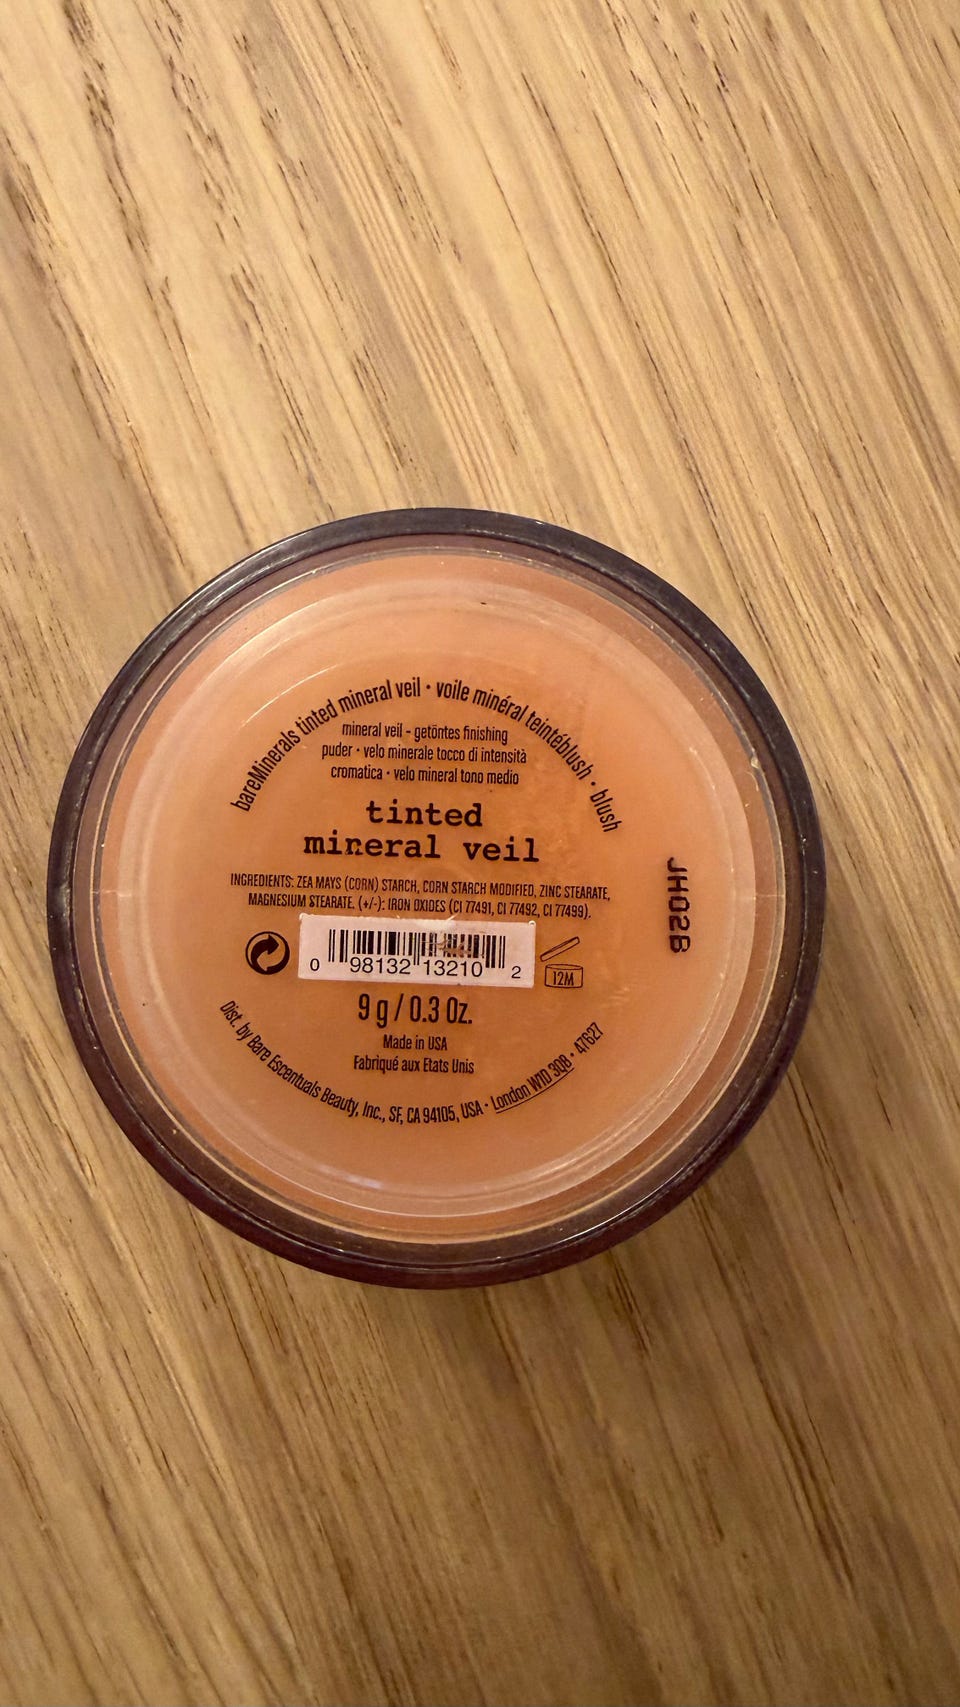 bareMinerals tinted mineral veil • voile minéral teintéblush • blush
mineral veil - getöntes finishing
puder • velo minerale tocco di intensità
cromatica • velo mineral tono medio
tinted
mineral veil
INGREDIENTS: ZEA MAYS (CORN) STARCH, CORN STARCH MODIFIED, ZINC STEARATE,
MAGNESIUM STEARATE. (+/-): IRON OXIDES (CI 77491, CI 77492, CI 77499).
0 98132 13210 2
12M
9 g / 0.3 Oz.
Made in USA
Fabriqué aux Etats Unis
Dist. by Bare Escentuals Beauty, Inc., SF, CA 94105, USA • London W1D 3QB • 47627
JH02B